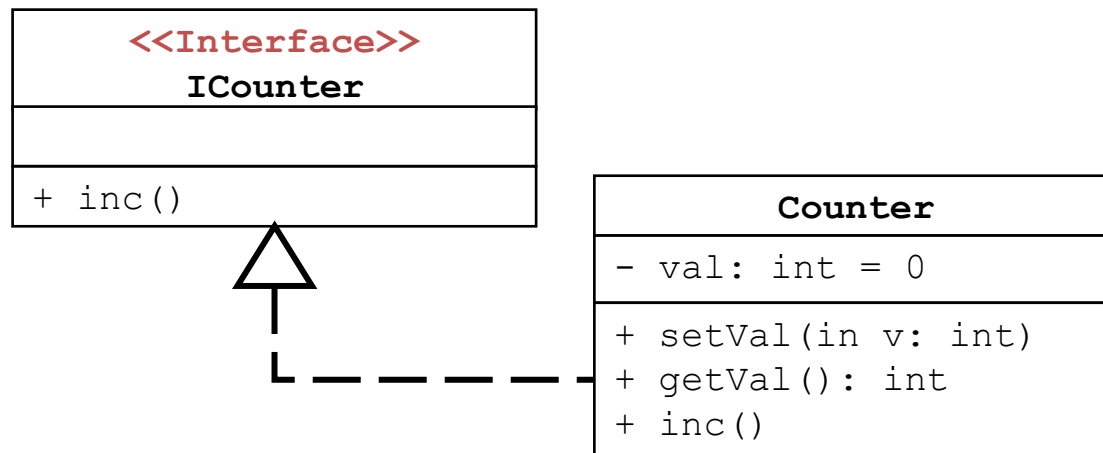 <<Interface>>
ICounter
+ inc()
Counter
- val: int = 0
+ setVal(in v: int)
+ getVal(): int
+ inc()